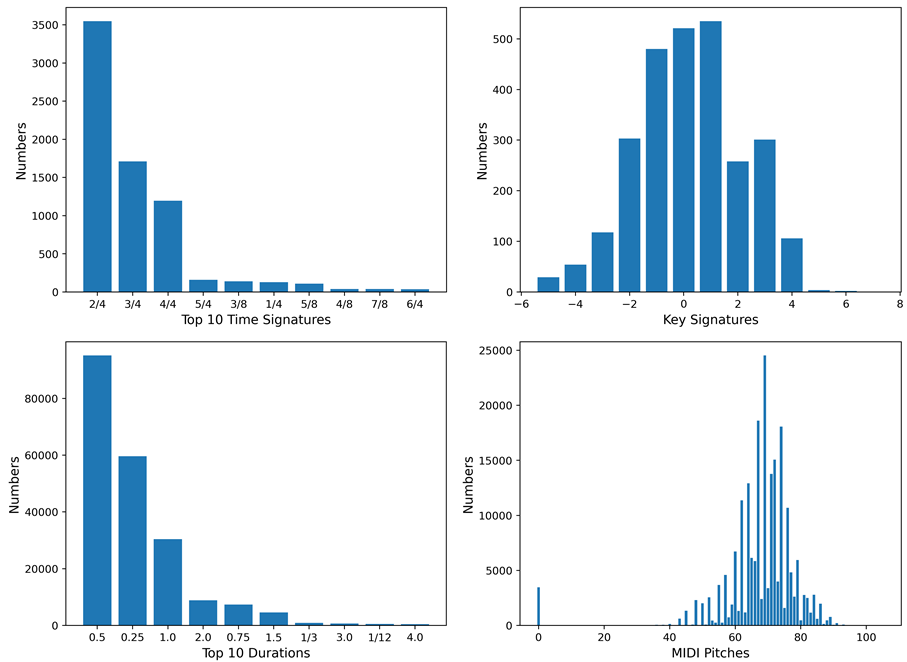 3500
3000
2500
2000
1500
1000
500
0
Numbers
2/4 3/4 4/4 5/4 3/8 1/4 5/8 4/8 7/8 6/4
Top 10 Time Signatures
500
400
300
200
100
0
Numbers
−6 −4 −2 0 2 4 6 8
Key Signatures
80000
60000
40000
20000
0
Numbers
0.5 0.25 1.0 2.0 0.75 1.5 1/3 3.0 1/12 4.0
Top 10 Durations
25000
20000
15000
10000
5000
0
Numbers
0 20 40 60 80 100
MIDI Pitches